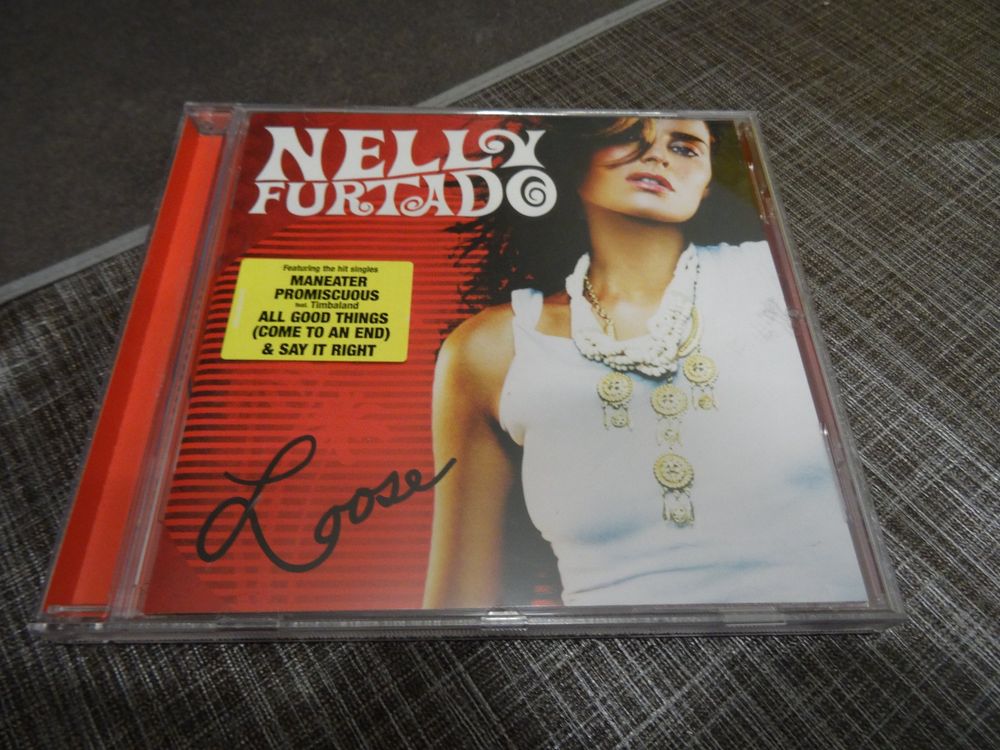 NELLY
FURTADO
Featuring the hit singles
MANEATER
PROMISCUOUS
feat. Timbaland
ALL GOOD THINGS
(COME TO AN END)
& SAY IT RIGHT
Loose